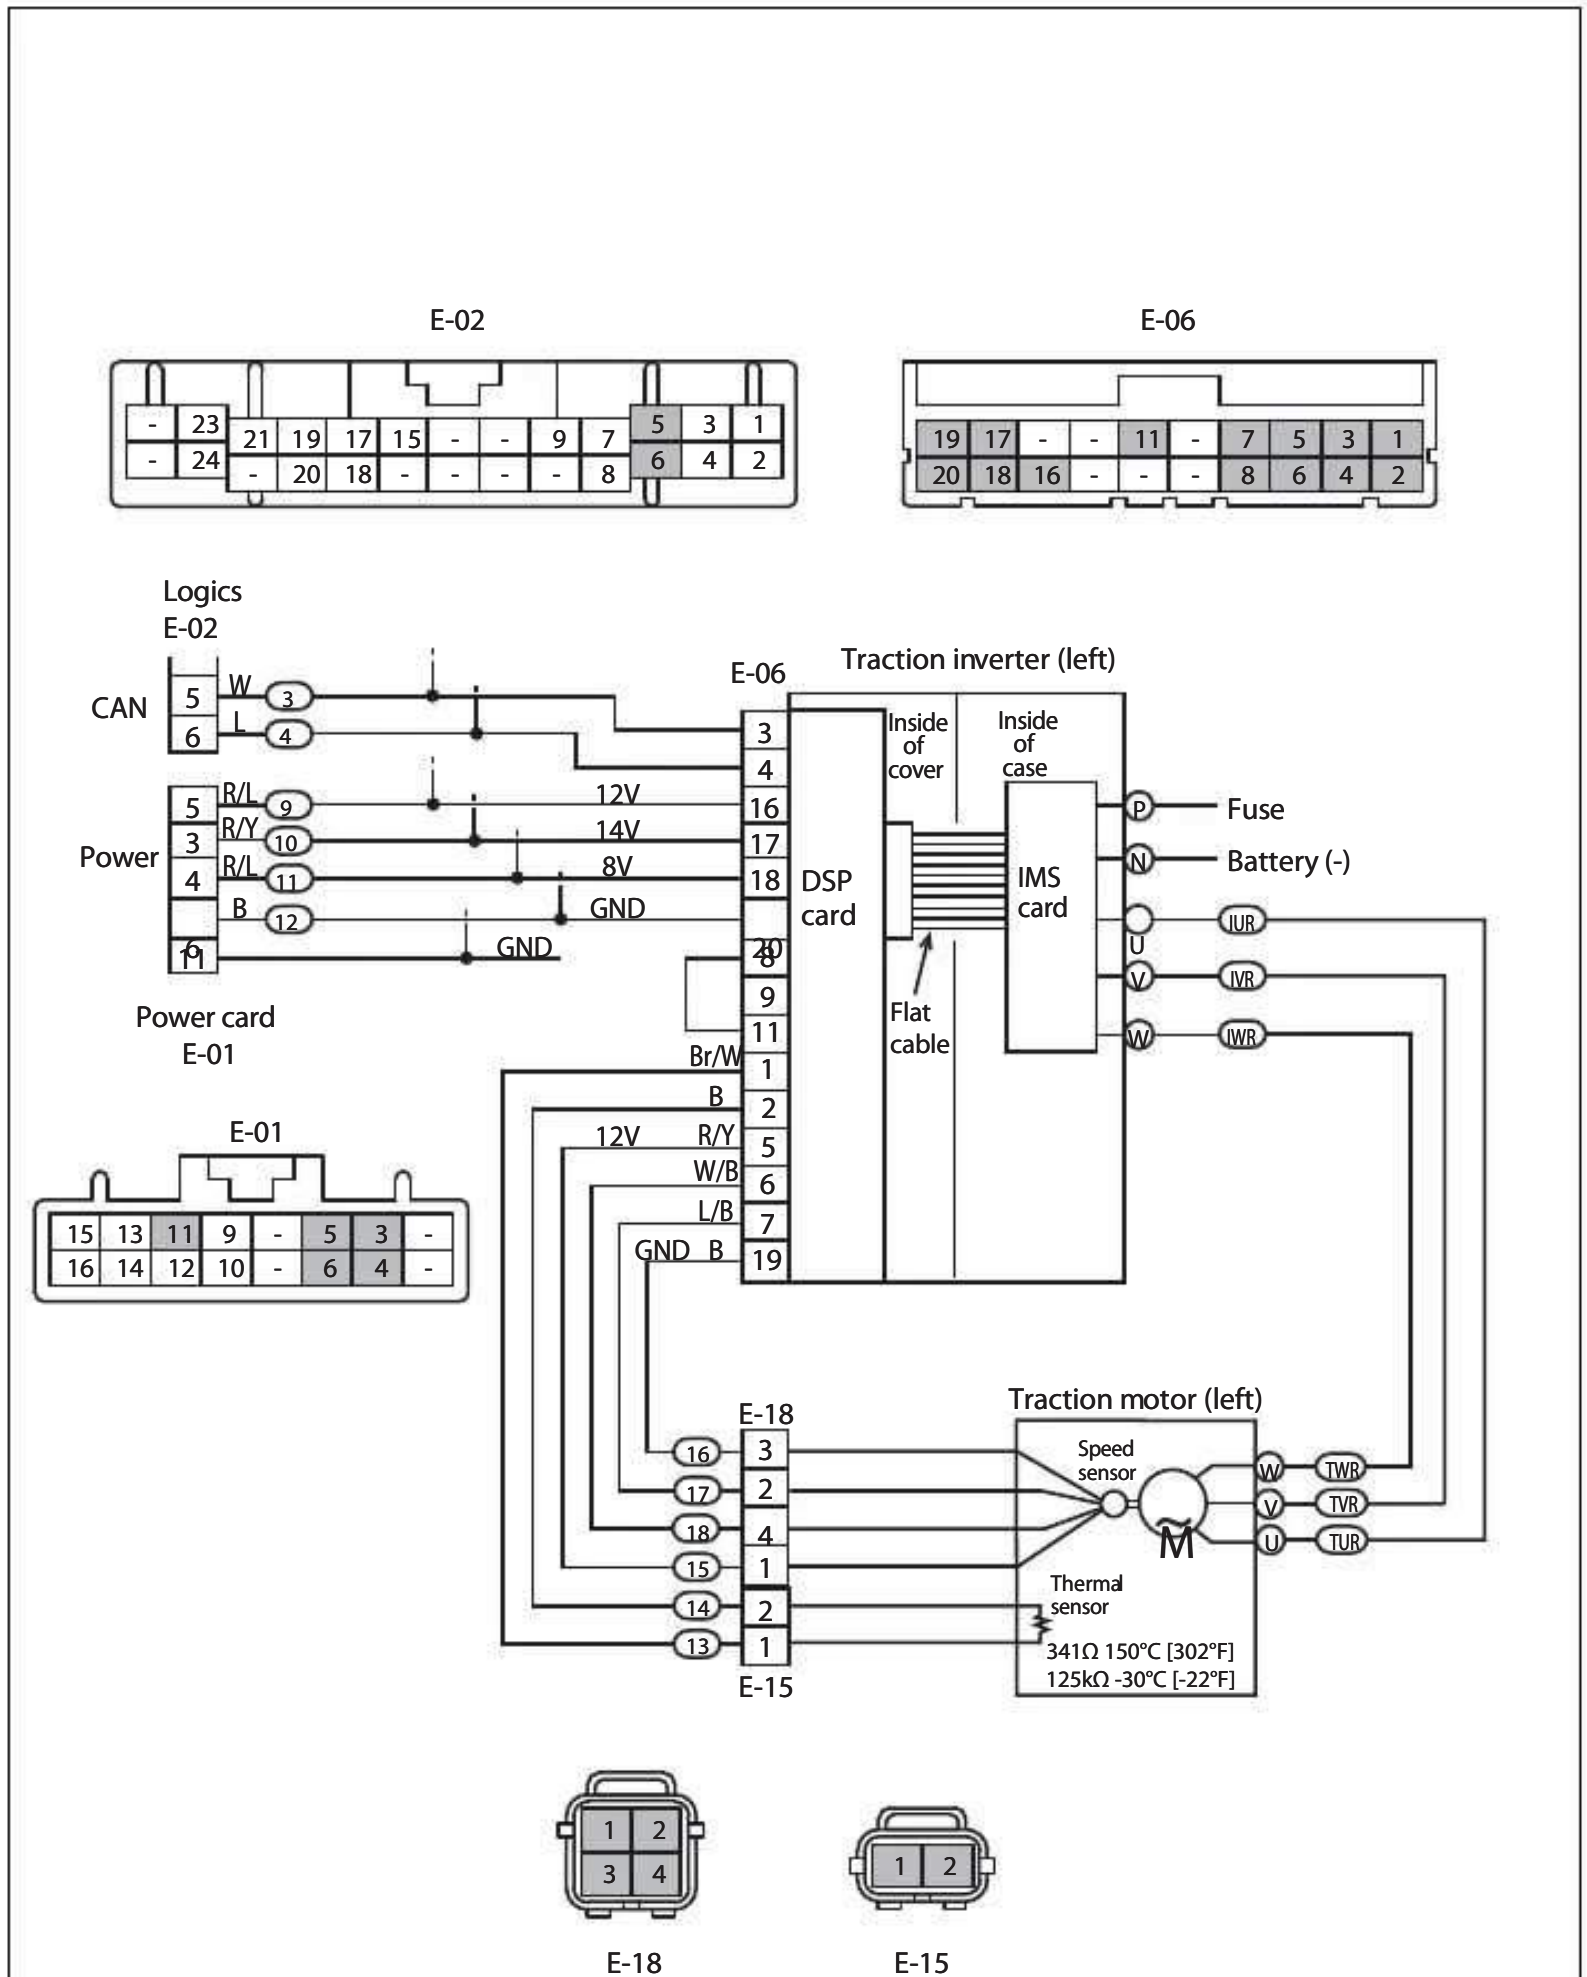 E-02
E-06
- 23 21 19 17 15 - - 9 7 5 3 1
- 24 - 20 18 - - - - 8 6 4 2
19 17 - - 11 - 7 5 3 1
20 18 16 - - - 8 6 4 2
Logics
E-02
CAN
5 W 3
6 L 4
Power
5 R/L 9 12V
3 R/Y 10 14V
4 R/L 11 8V
6 B 12 GND
11 GND
Power card
E-01
E-06
Traction inverter (left)
3
4
16
17
18
20
8
9
11
Br/W 1
B 2
12V R/Y 5
W/B 6
L/B 7
GND B 19
DSP
card
Inside
of
cover
Inside
of
case
IMS
card
Flat
cable
P Fuse
N Battery (-)
U IUR
V IVR
W IWR
E-01
15 13 11 9 - 5 3 -
16 14 12 10 - 6 4 -
E-18
16 3
17 2
18 4
15 1
14 2
13 1
E-15
Traction motor (left)
Speed
sensor
M
W TWR
V TVR
U TUR
Thermal
sensor
341Ω 150°C [302°F]
125kΩ -30°C [-22°F]
1 2
3 4
E-18
1 2
E-15